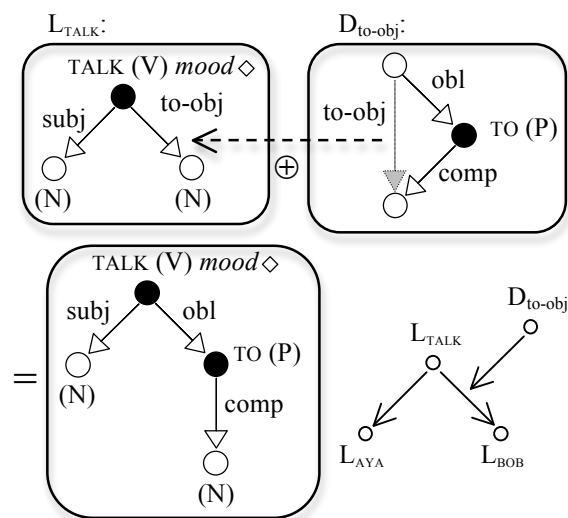 L_TALK: D_to-obj:
TALK (V) mood ◇
subj to-obj
(N) (N)
⊕
obl
to-obj
TO (P)
comp
=
TALK (V) mood ◇
subj obl
TO (P)
(N)
comp
(N)
D_to-obj
L_TALK
L_AYA L_BOB